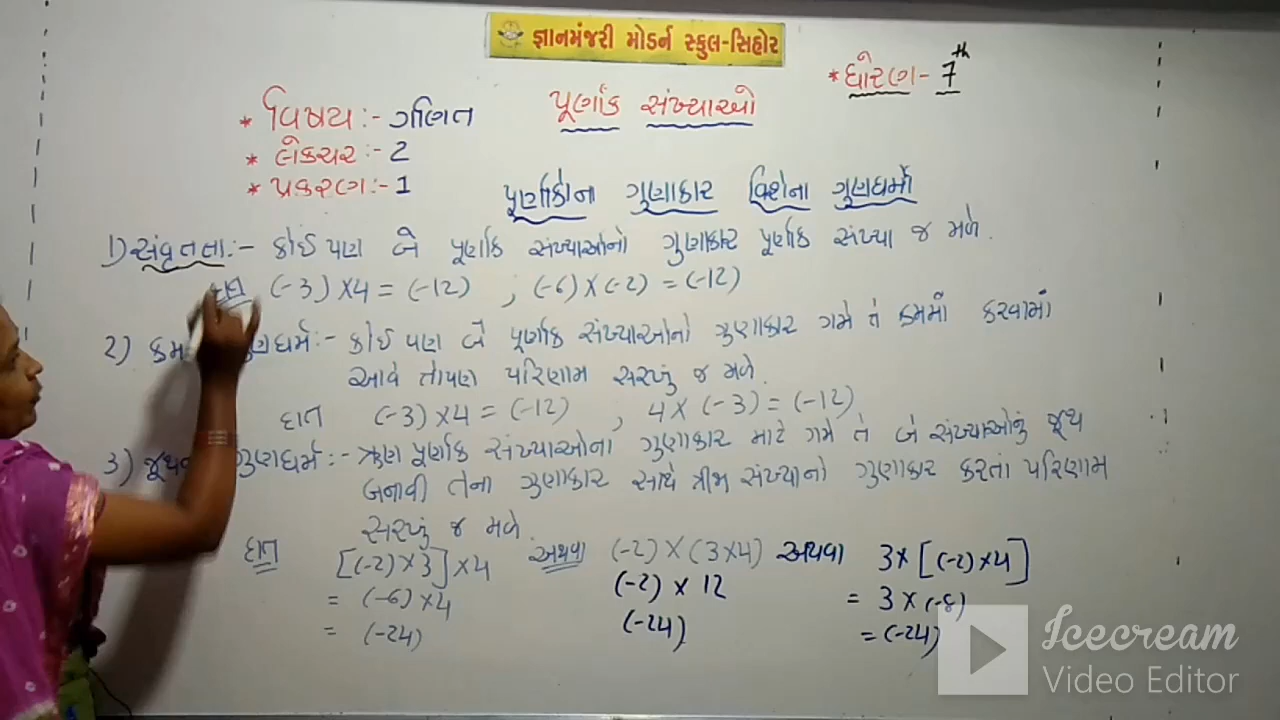 જ્ઞાનમંજરી મોડર્ન સ્કુલ-સિહોર
* ધોરણ - 7th
પૂર્ણાંક સંખ્યાઓ
* વિષય :- ગણિત
* લેકચર :- 2
* પ્રકરણ :- 1
પૂર્ણાંકોના ગુણાકાર વિશેના ગુણધર્મો
1) સંવૃતતા :- કોઈ પણ બે પૂર્ણાંક સંખ્યાઓનો ગુણાકાર પૂર્ણાંક સંખ્યા જ મળે.
(-3) × 4 = (-12) , (-6) × (-2) = (-12)
2) ક્રમ ગુણધર્મ :- કોઈ પણ બે પૂર્ણાંક સંખ્યાઓનો ગુણાકાર ગમે તે ક્રમમાં કરવામાં
આવે તોપણ પરિણામ સરખું જ મળે.
દા.ત (-3) × 4 = (-12) , 4 × (-3) = (-12)
3) જૂથ ગુણધર્મ :- ત્રણ પૂર્ણાંક સંખ્યાઓના ગુણાકાર માટે ગમે તે બે સંખ્યાઓનું જૂથ
બનાવી તેના ગુણાકાર સાથે ત્રીજી સંખ્યાનો ગુણાકાર કરતાં પરિણામ
સરખું જ મળે.
દા.ત [(-2) × 3] × 4 અથવા (-2) × (3 × 4) અથવા 3 × [(-2) × 4]
= (-6) × 4 (-2) × 12 = 3 × (-8)
= (-24) (-24) = (-24)
Icecream
Video Editor